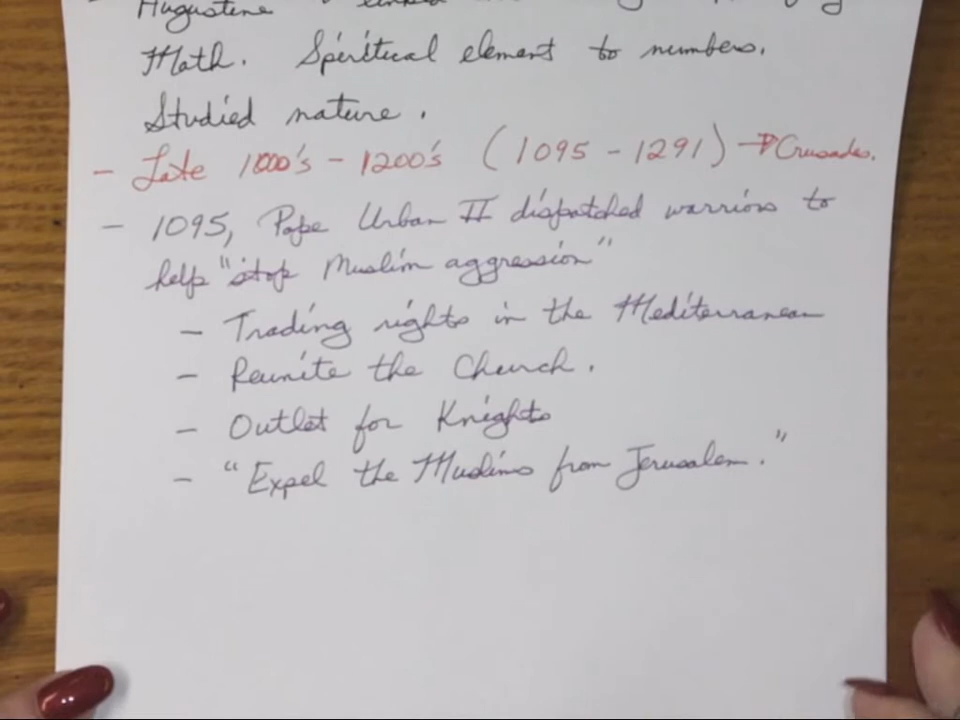 Augustine
Math. Spiritual element to numbers.
Studied nature.
- Late 1000's - 1200's (1095 - 1291) → Crusades.
- 1095, Pope Urban II dispatched warriors to
help "stop Muslim aggression"
- Trading rights in the Mediterranean
- Reunite the Church.
- Outlet for Knights
- "Expel the Muslims from Jerusalem."